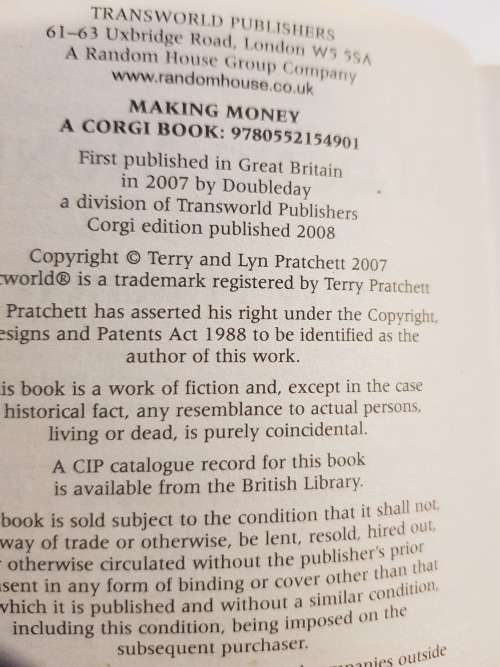 TRANSWORLD PUBLISHERS
61–63 Uxbridge Road, London W5 5SA
A Random House Group Company
www.randomhouse.co.uk
MAKING MONEY
A CORGI BOOK: 9780552154901
First published in Great Britain
in 2007 by Doubleday
a division of Transworld Publishers
Corgi edition published 2008
Copyright © Terry and Lyn Pratchett 2007
world® is a trademark registered by Terry Pratchett
Pratchett has asserted his right under the Copyright,
esigns and Patents Act 1988 to be identified as the
author of this work.
is book is a work of fiction and, except in the case
historical fact, any resemblance to actual persons,
living or dead, is purely coincidental.
A CIP catalogue record for this book
is available from the British Library.
book is sold subject to the condition that it shall not,
way of trade or otherwise, be lent, resold, hired out,
otherwise circulated without the publisher's prior
sent in any form of binding or cover other than that
which it is published and without a similar condition,
including this condition, being imposed on the
subsequent purchaser.
outside